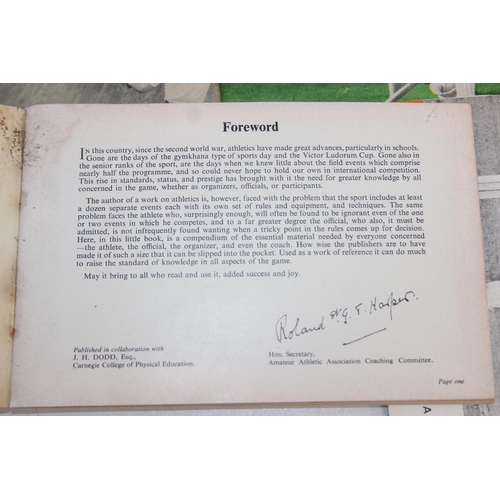 Foreword
IN this country, since the second world war, athletics have made great advances, particularly in schools.
Gone are the days of the gymkhana type of sports day and the Victor Ludorum Cup. Gone also in
the senior ranks of the sport, are the days when we knew little about the field events which comprise
nearly half the programme, and so could never hope to hold our own in international competition.
This rise in standards, status, and prestige has brought with it the need for greater knowledge by all
concerned in the game, whether as organizers, officials, or participants.
The author of a work on athletics is, however, faced with the problem that the sport includes at least
a dozen separate events each with its own set of rules and equipment, and techniques. The same
problem faces the athlete who, surprisingly enough, will often be found to be ignorant even of the one
or two events in which he competes, and to a far greater degree the official, who also, it must be
admitted, is not infrequently found wanting when a tricky point in the rules comes up for decision.
Here, in this little book, is a compendium of the essential material needed by everyone concerned
—the athlete, the official, the organizer, and even the coach. How wise the publishers are to have
made it of such a size that it can be slipped into the pocket. Used as a work of reference it can do much
to raise the standard of knowledge in all aspects of the game.
May it bring to all who read and use it, added success and joy.
Roland St. G. T. Harper.
Published in collaboration with
J. H. DODD, Esq.,
Carnegie College of Physical Education.
Hon. Secretary,
Amateur Athletic Association Coaching Committee.
Page one
A